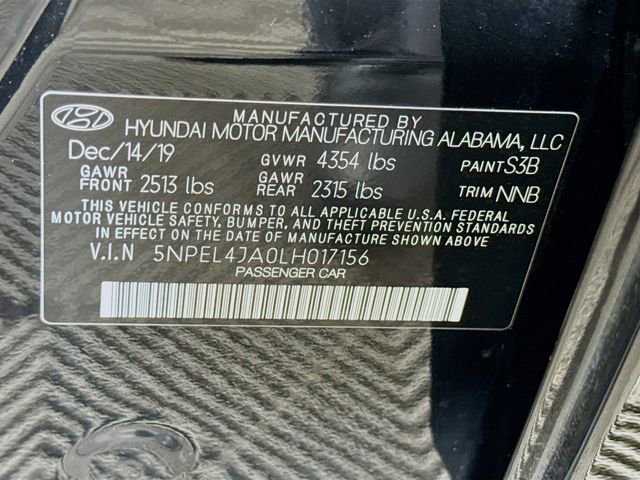 MANUFACTURED BY
HYUNDAI MOTOR MANUFACTURING ALABAMA, LLC
Dec/14/19 GVWR 4354 lbs PAINT S3B
GAWR FRONT 2513 lbs GAWR REAR 2315 lbs TRIM NNB
THIS VEHICLE CONFORMS TO ALL APPLICABLE U.S.A. FEDERAL
MOTOR VEHICLE SAFETY, BUMPER, AND THEFT PREVENTION STANDARDS
IN EFFECT ON THE DATE OF MANUFACTURE SHOWN ABOVE
V.I.N 5NPEL4JA0LH017156
PASSENGER CAR